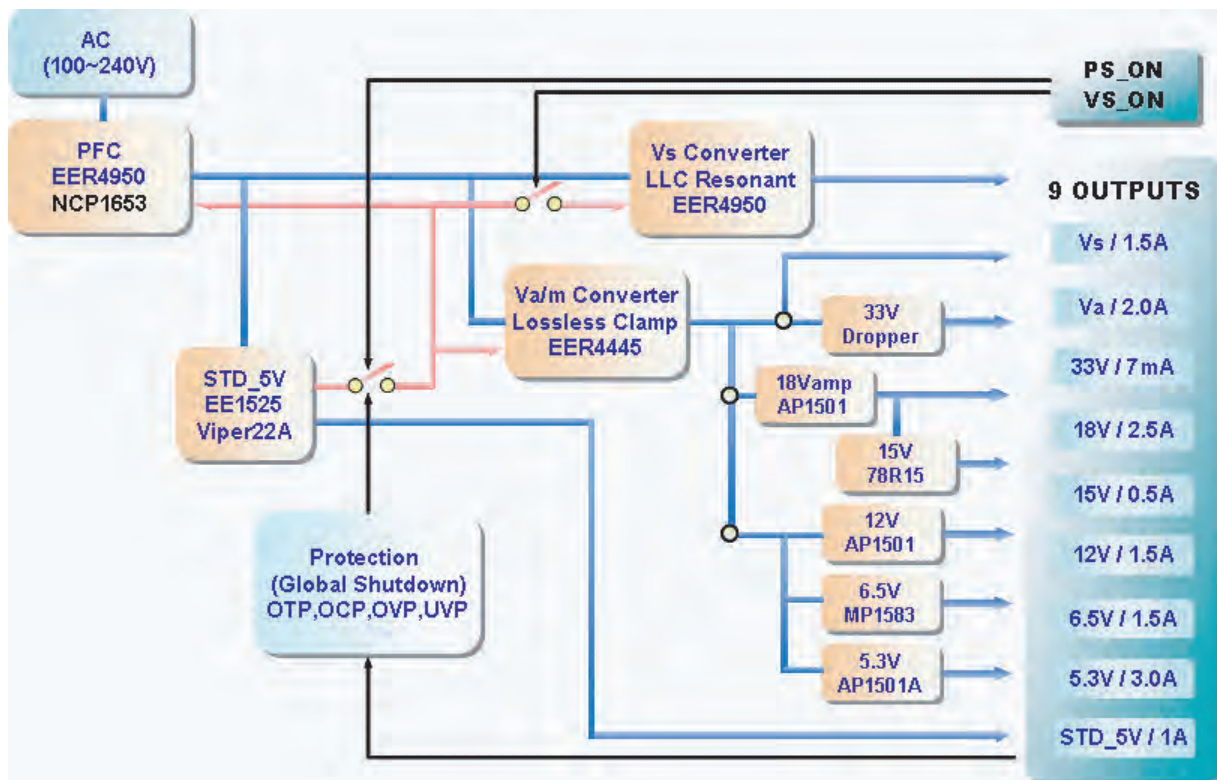 AC
(100~240V)
PS_ON
VS_ON
PFC
EER4950
NCP1653
Vs Converter
LLC Resonant
EER4950
9 OUTPUTS
Vs / 1.5A
Va / 2.0A
33V / 7mA
18V / 2.5A
15V / 0.5A
12V / 1.5A
6.5V / 1.5A
5.3V / 3.0A
STD_5V / 1A
Va/m Converter
Lossless Clamp
EER4445
33V
Dropper
STD_5V
EE1525
Viper22A
18Vamp
AP1501
15V
78R15
12V
AP1501
6.5V
MP1583
5.3V
AP1501A
Protection
(Global Shutdown)
OTP,OCP,OVP,UVP